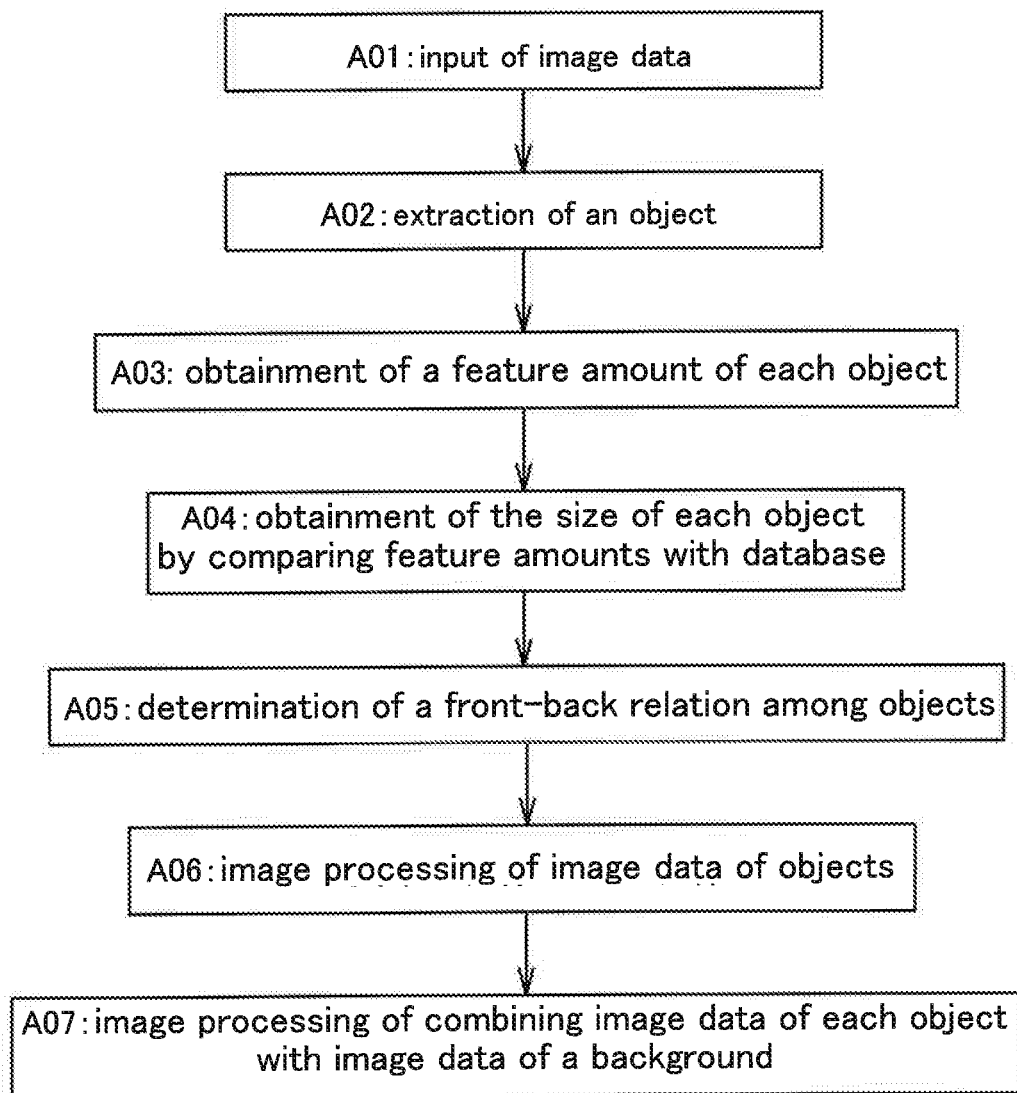 A01:input of image data
A02:extraction of an object
A03: obtainment of a feature amount of each object
A04:obtainment of the size of each object
by comparing feature amounts with database
A05:determination of a front-back relation among objects
A06:image processing of image data of objects
A07:image processing of combining image data of each object
with image data of a background